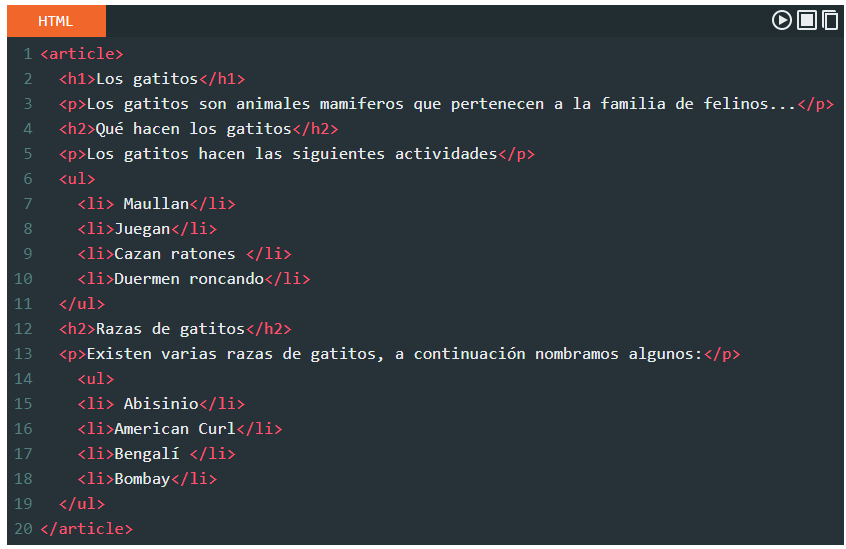 HTML
1 <article>
2   <h1>Los gatitos</h1>
3   <p>Los gatitos son animales mamiferos que pertenecen a la familia de felinos...</p>
4   <h2>Qué hacen los gatitos</h2>
5   <p>Los gatitos hacen las siguientes actividades</p>
6   <ul>
7     <li> Maullan</li>
8     <li>Juegan</li>
9     <li>Cazan ratones </li>
10     <li>Duermen roncando</li>
11   </ul>
12   <h2>Razas de gatitos</h2>
13   <p>Existen varias razas de gatitos, a continuación nombramos algunos:</p>
14     <ul>
15     <li> Abisinio</li>
16     <li>American Curl</li>
17     <li>Bengalí </li>
18     <li>Bombay</li>
19   </ul>
20 </article>